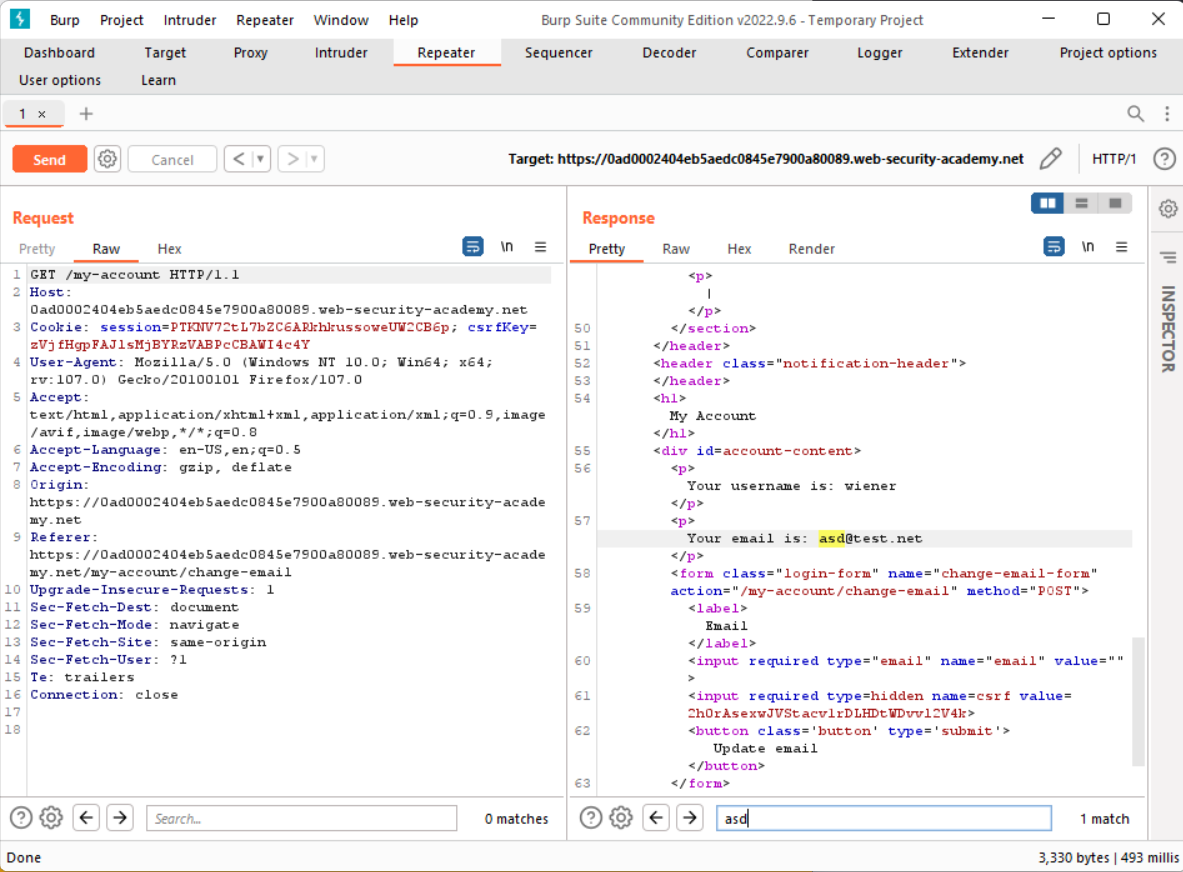 Burp Project Intruder Repeater Window Help Burp Suite Community Edition v2022.9.6 - Temporary Project
Dashboard Target Proxy Intruder Repeater Sequencer Decoder Comparer Logger Extender Project options
User options Learn
1 ×
Send Cancel Target: https://0ad0002404eb5aedc0845e7900a80089.web-security-academy.net HTTP/1
Request
Pretty Raw Hex \n
1 GET /my-account HTTP/1.1
2 Host:
0ad0002404eb5aedc0845e7900a80089.web-security-academy.net
3 Cookie: session=PTKNV72tL7bZC6ARkhkussoweUW2CB6p; csrfKey=
zVjfHgpFAJlsMjBYRzVABPcCBAWI4c4Y
4 User-Agent: Mozilla/5.0 (Windows NT 10.0; Win64; x64;
rv:107.0) Gecko/20100101 Firefox/107.0
5 Accept:
text/html,application/xhtml+xml,application/xml;q=0.9,image
/avif,image/webp,*/*;q=0.8
6 Accept-Language: en-US,en;q=0.5
7 Accept-Encoding: gzip, deflate
8 Origin:
https://0ad0002404eb5aedc0845e7900a80089.web-security-acade
my.net
9 Referer:
https://0ad0002404eb5aedc0845e7900a80089.web-security-acade
my.net/my-account/change-email
10 Upgrade-Insecure-Requests: 1
11 Sec-Fetch-Dest: document
12 Sec-Fetch-Mode: navigate
13 Sec-Fetch-Site: same-origin
14 Sec-Fetch-User: ?1
15 Te: trailers
16 Connection: close
17
18
Search... 0 matches
Response
Pretty Raw Hex Render \n
<p>
|
</p>
50 </section>
51 </header>
52 <header class="notification-header">
53 </header>
54 <h1>
My Account
</h1>
55 <div id=account-content>
56 <p>
Your username is: wiener
</p>
57 <p>
Your email is: asd@test.net
</p>
58 <form class="login-form" name="change-email-form"
action="/my-account/change-email" method="POST">
59 <label>
Email
</label>
60 <input required type="email" name="email" value=""
>
61 <input required type=hidden name=csrf value=
2h0rAsexwJVStacv1rDLHDtWDvvl2V4k>
62 <button class='button' type='submit'>
Update email
</button>
63 </form>
asd 1 match
INSPECTOR
Done 3,330 bytes | 493 millis